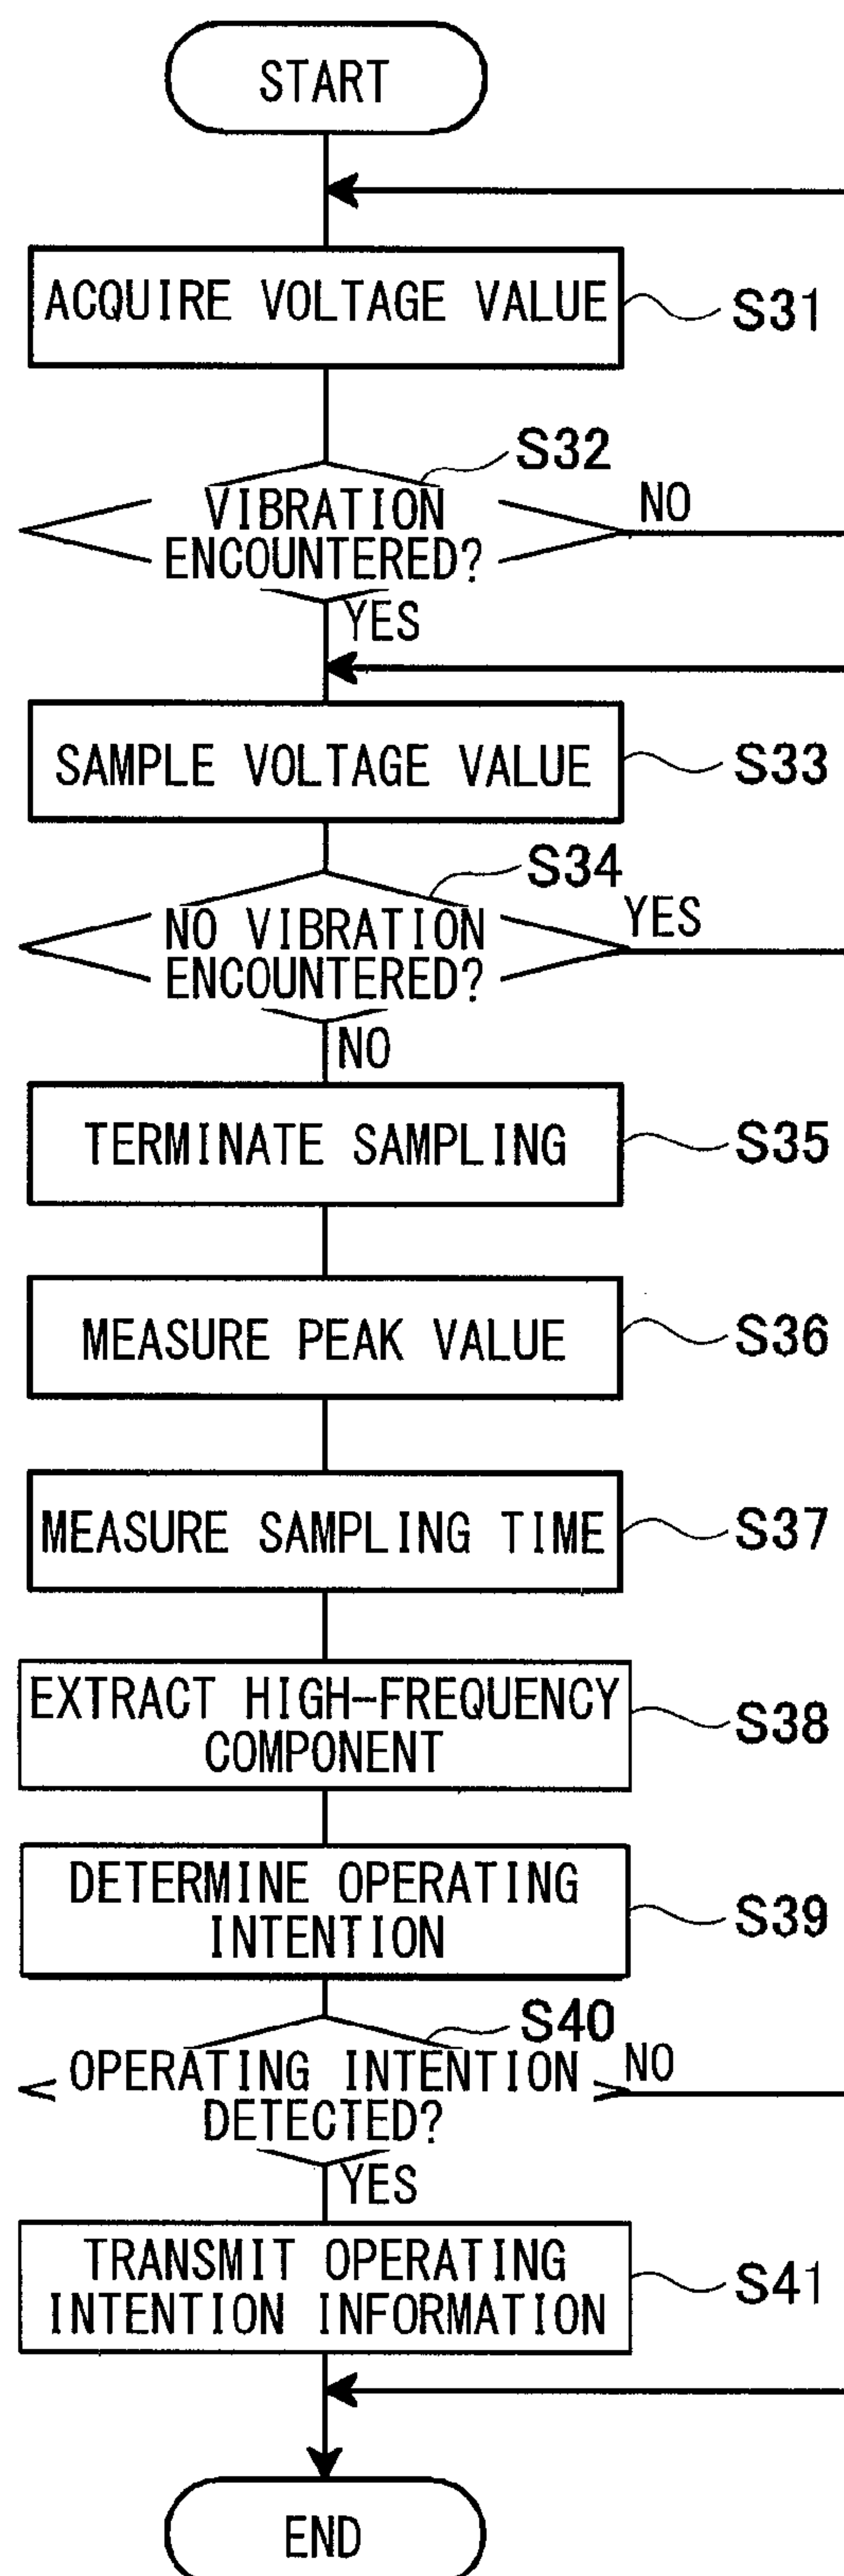 START
ACQUIRE VOLTAGE VALUE
S31
S32
VIBRATION
ENCOUNTERED?
NO
YES
SAMPLE VOLTAGE VALUE
S33
S34
NO VIBRATION
ENCOUNTERED?
YES
NO
TERMINATE SAMPLING
S35
MEASURE PEAK VALUE
S36
MEASURE SAMPLING TIME
S37
EXTRACT HIGH-FREQUENCY
COMPONENT
S38
DETERMINE OPERATING
INTENTION
S39
S40
OPERATING INTENTION
DETECTED?
NO
YES
TRANSMIT OPERATING
INTENTION INFORMATION
S41
END